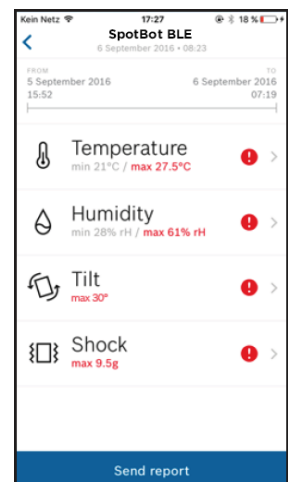 Kein Netz 17:27 18 %
SpotBot BLE
6 September 2016 • 08:23
FROM TO
5 September 2016 6 September 2016
15:52 07:19
Temperature
min 21°C / max 27.5°C
Humidity
min 28% rH / max 61% rH
Tilt
max 30°
Shock
max 9.5g
Send report